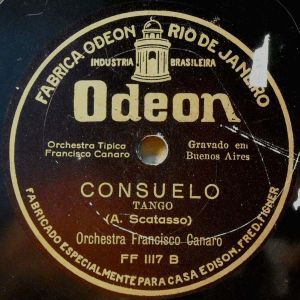 FABRICA ODEON RIO DE JANEIRO
INDUSTRIA BRASILEIRA
Odeon
Orchestra Tipica
Francisco Canaro
Gravado em
Buenos Aires
CONSUELO
TANGO
(A. Scatasso)
Orchestra Francisco Canaro
FF 1117 B
FABRICADO ESPECIALMENTE PARA CASA EDISON, FRED. FIGNER